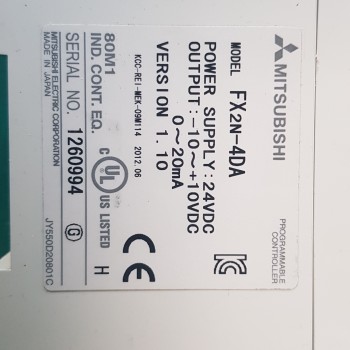 MITSUBISHI
PROGRAMMABLE
CONTROLLER
MODEL FX2N-4DA
POWER SUPPLY: 24VDC
OUTPUT: -10~+10VDC
0~20mA
VERSION 1.10
KCC-REI-MEK-09M114 2012.06
80M1
IND. CONT. EQ.
C UL US LISTED
CE
H
SERIAL NO. 1260994 G
MITSUBISHI ELECTRIC CORPORATION
MADE IN JAPAN
JY550D20801C